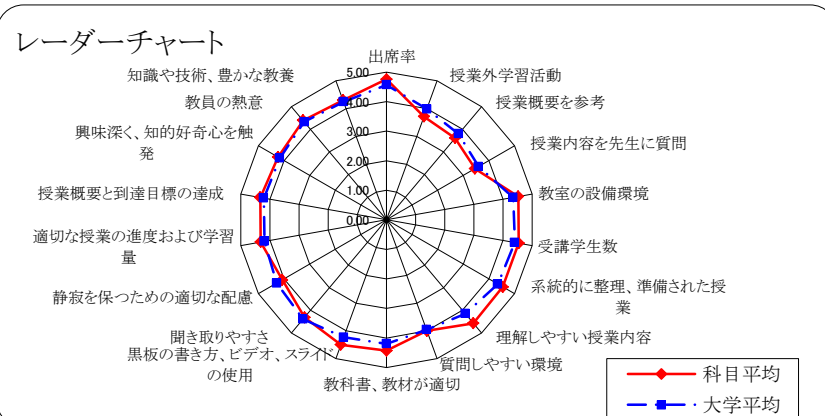 レーダーチャート
出席率
授業外学習活動
授業概要を参考
授業内容を先生に質問
教室の設備環境
受講学生数
系統的に整理、準備された授
業
理解しやすい授業内容
質問しやすい環境
教科書、教材が適切
黒板の書き方、ビデオ、スライド
の使用
聞き取りやすさ
静寂を保つための適切な配慮
適切な授業の進度および学習
量
授業概要と到達目標の達成
興味深く、知的好奇心を触
発
教員の熱意
知識や技術、豊かな教養
5.00
4.00
3.00
2.00
1.00
0.00
科目平均
大学平均